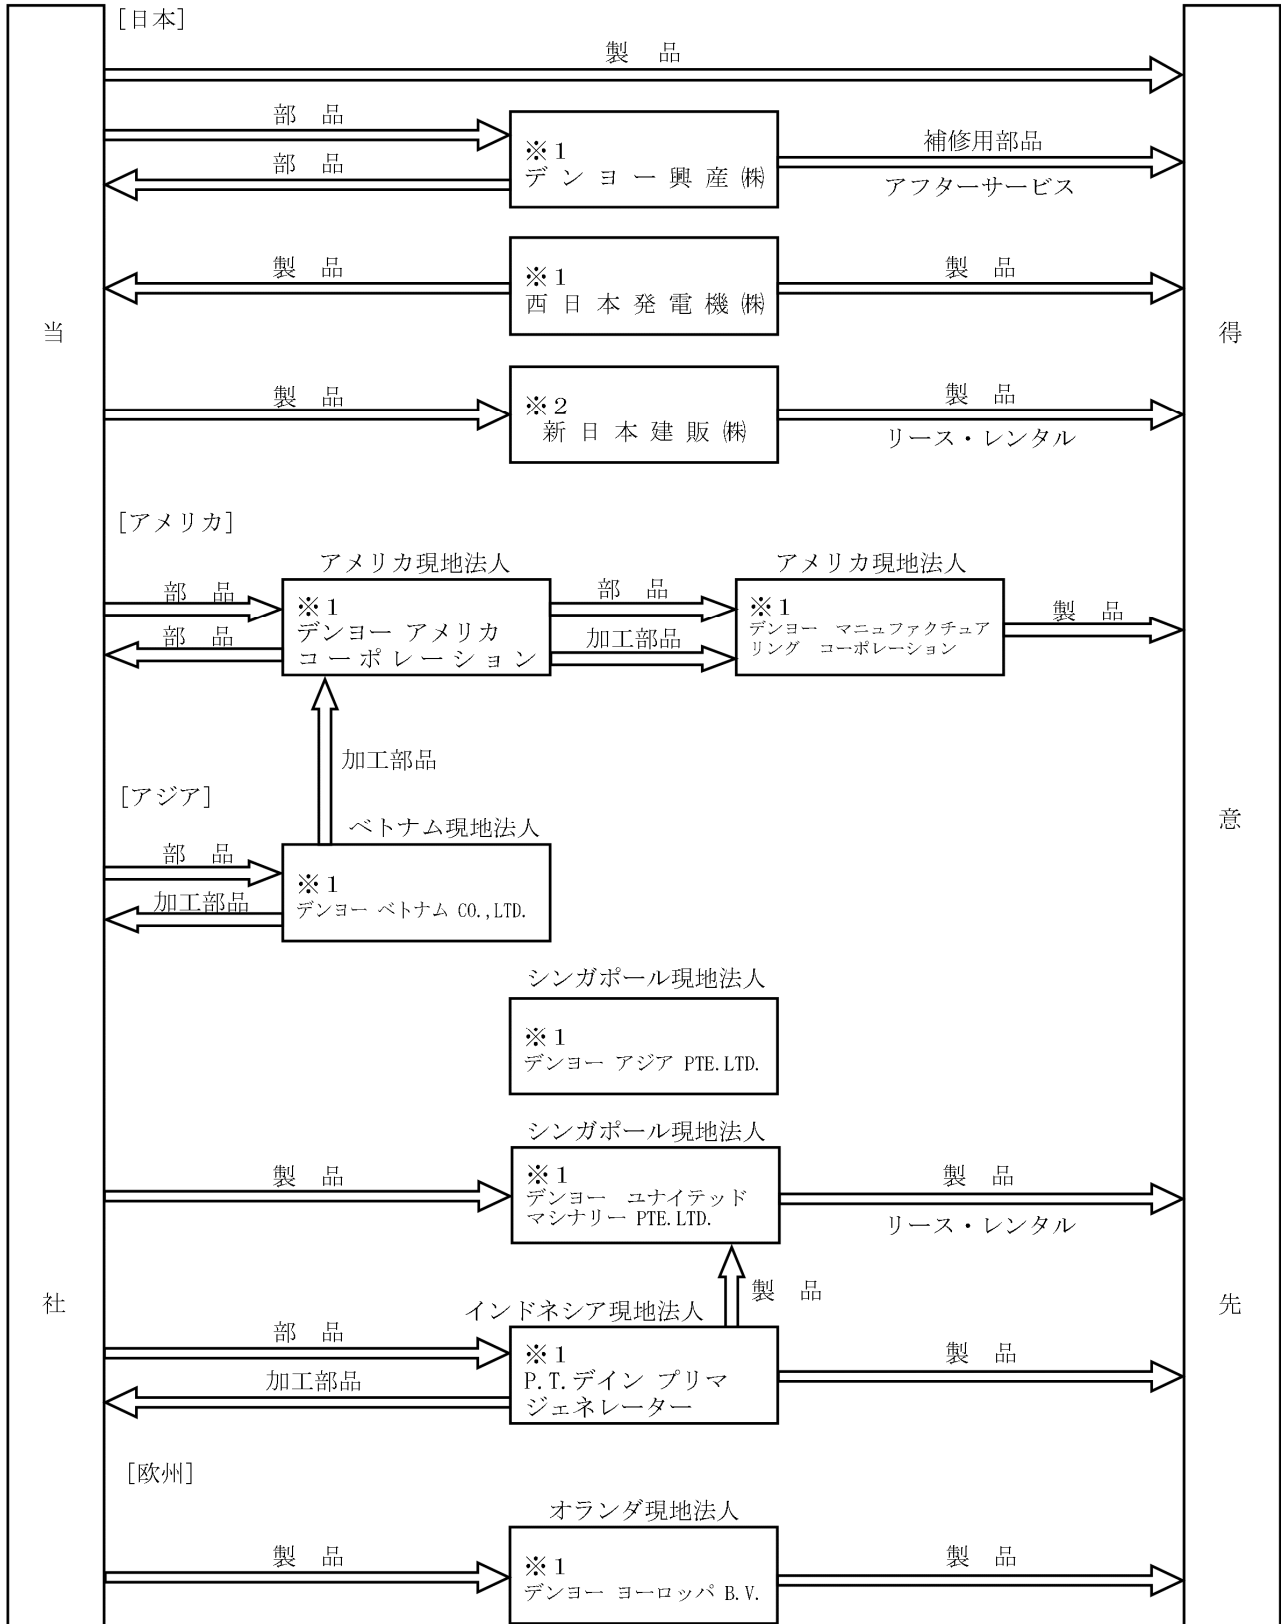 [日本]
製 品
部 品
部 品
※1
デンヨー興産㈱
補修用部品
アフターサービス
製 品
※1
西日本発電機㈱
製 品
当
得
製 品
※2
新日本建販㈱
製 品
リース・レンタル
[アメリカ]
アメリカ現地法人
アメリカ現地法人
部 品
部 品
※1
デンヨー アメリカ
コーポレーション
部 品
加工部品
※1
デンヨー マニュファクチュア
リング コーポレーション
製 品
加工部品
[アジア]
意
ベトナム現地法人
部 品
加工部品
※1
デンヨー ベトナム CO.,LTD.
シンガポール現地法人
※1
デンヨー アジア PTE.LTD.
シンガポール現地法人
製 品
※1
デンヨー ユナイテッド
マシナリー PTE.LTD.
製 品
リース・レンタル
製 品
社
先
インドネシア現地法人
部 品
加工部品
※1
P.T.デイン プリマ
ジェネレーター
製 品
[欧州]
オランダ現地法人
製 品
※1
デンヨー ヨーロッパ B.V.
製 品